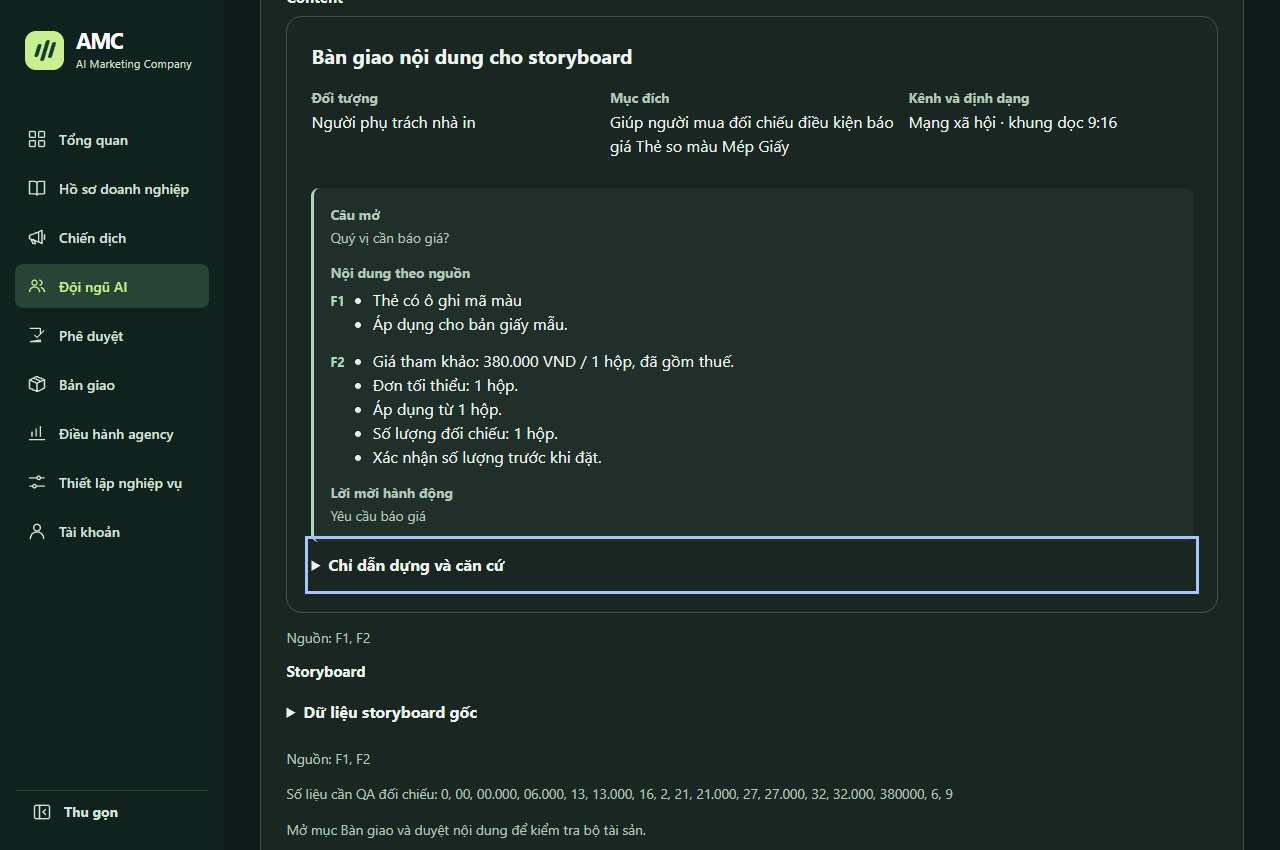 Content
AMC
AI Marketing Company
Tổng quan
Hồ sơ doanh nghiệp
Chiến dịch
Đội ngũ AI
Phê duyệt
Bản giao
Điều hành agency
Thiết lập nghiệp vụ
Tài khoản
Thu gọn
Bàn giao nội dung cho storyboard
Đối tượng
Người phụ trách nhà in
Mục đích
Giúp người mua đối chiếu điều kiện báo
giá Thẻ so màu Mép Giấy
Kênh và định dạng
Mạng xã hội · khung dọc 9:16
Câu mở
Quý vị cần báo giá?
Nội dung theo nguồn
F1 • Thẻ có ô ghi mã màu
• Áp dụng cho bản giấy mẫu.
F2 • Giá tham khảo: 380.000 VND / 1 hộp, đã gồm thuế.
• Đơn tối thiểu: 1 hộp.
• Áp dụng từ 1 hộp.
• Số lượng đối chiếu: 1 hộp.
• Xác nhận số lượng trước khi đặt.
Lời mời hành động
Yêu cầu báo giá
Chỉ dẫn dựng và căn cứ
Nguồn: F1, F2
Storyboard
Dữ liệu storyboard gốc
Nguồn: F1, F2
Số liệu cần QA đối chiếu: 0, 00, 00.000, 06.000, 13, 13.000, 16, 2, 21, 21.000, 27, 27.000, 32, 32.000, 380000, 6, 9
Mở mục Bàn giao và duyệt nội dung để kiểm tra bộ tài sản.